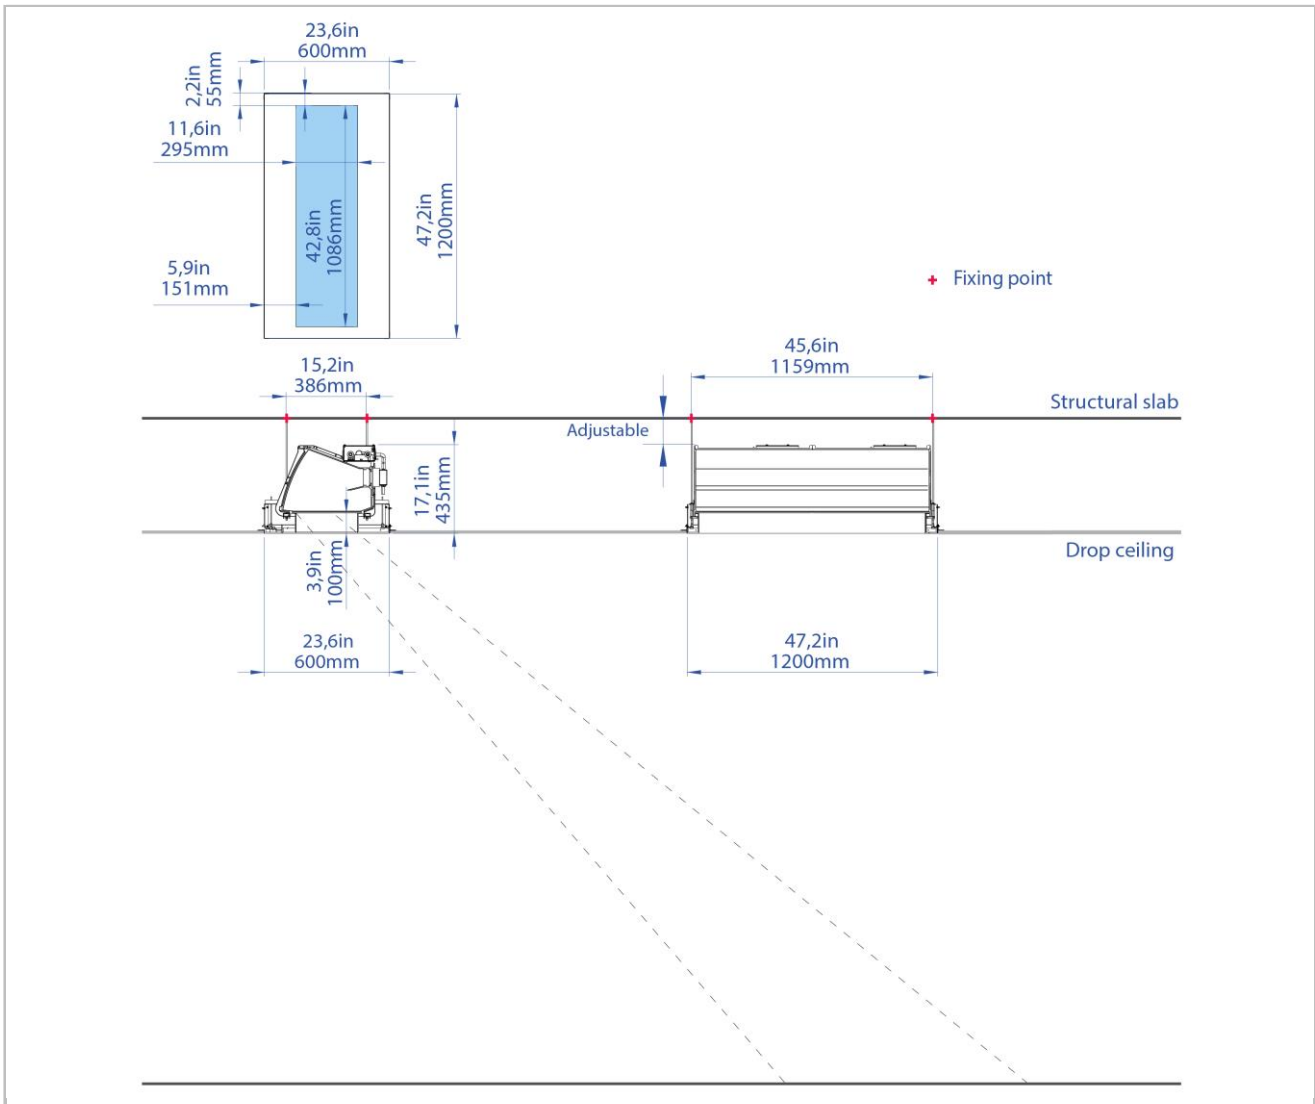 23,6in
600mm
2,2in
55mm
11,6in
295mm
42,8in
1086mm
47,2in
1200mm
5,9in
151mm
Fixing point
15,2in
386mm
45,6in
1159mm
Structural slab
Adjustable
17,1in
435mm
Drop ceiling
3,9in
100mm
23,6in
600mm
47,2in
1200mm